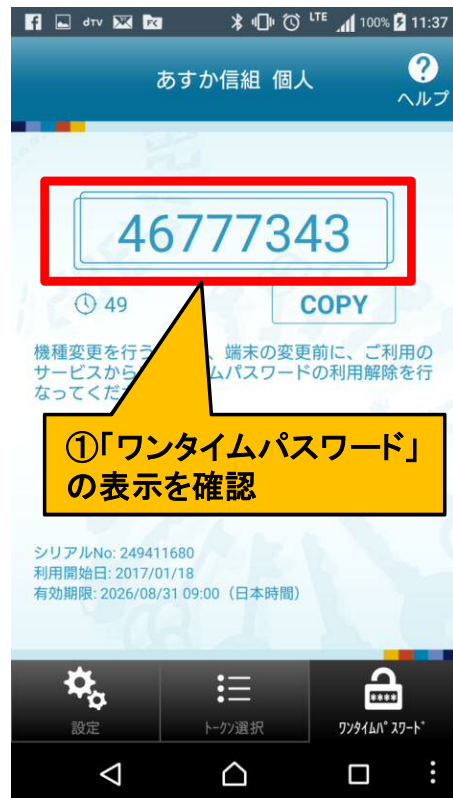 dTV
100% 11:37
LTE
あすか信組 個人
?
ヘルプ
46777343
49
COPY
機種変更を行う
、端末の変更前に、ご利用の
サービスから
ムパスワードの利用解除を行
なってくだ
①「ワンタイムパスワード」
の表示を確認
シリアルNo: 249411680
利用開始日: 2017/01/18
有効期限: 2026/08/31 09:00（日本時間）
設定
トークン選択
****
ワンタイムパスワード